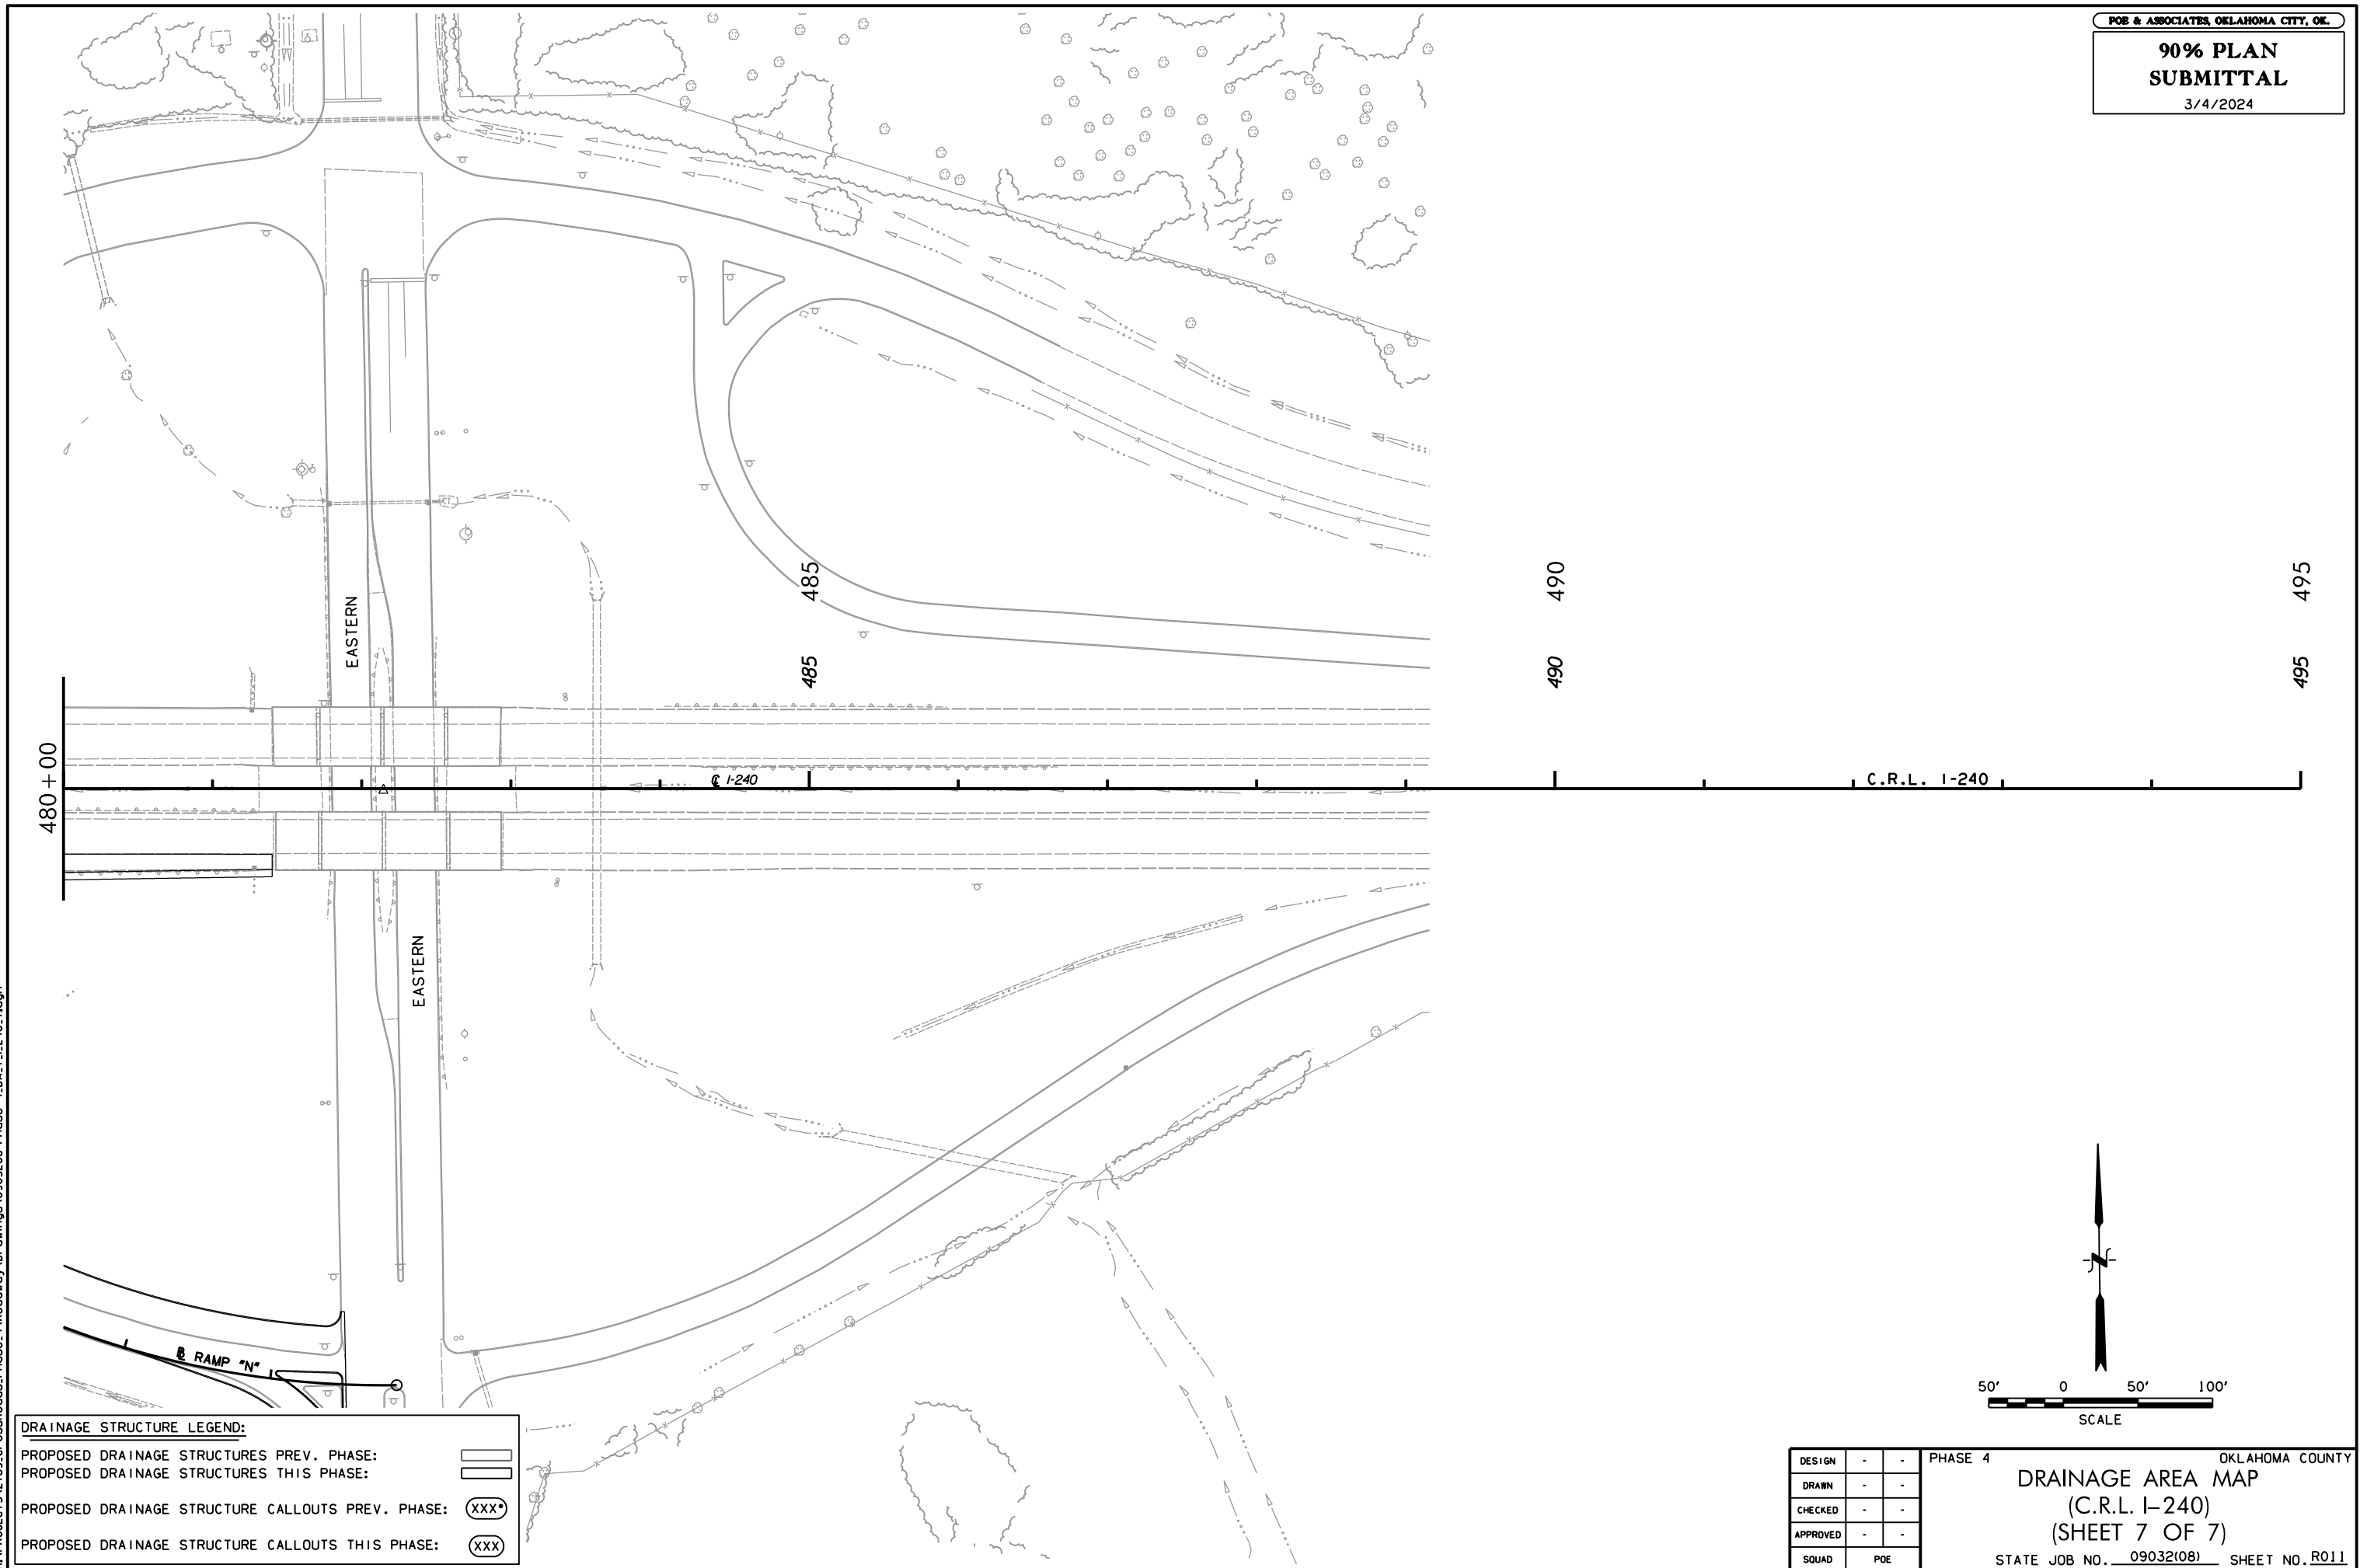 POE & ASSOCIATES, OKLAHOMA CITY, OK.
90% PLAN
SUBMITTAL
3/4/2024
EASTERN
485
490
495
485
490
495
480+00
℄ I-240
C.R.L. I-240
EASTERN
RAMP "N"
50' 0 50' 100'
SCALE
DRAINAGE STRUCTURE LEGEND:
PROPOSED DRAINAGE STRUCTURES PREV. PHASE:
PROPOSED DRAINAGE STRUCTURES THIS PHASE:
PROPOSED DRAINAGE STRUCTURE CALLOUTS PREV. PHASE: XXX*
PROPOSED DRAINAGE STRUCTURE CALLOUTS THIS PHASE: XXX
DESIGN - -
DRAWN - -
CHECKED - -
APPROVED - -
SQUAD POE
PHASE 4 OKLAHOMA COUNTY
DRAINAGE AREA MAP
(C.R.L. I-240)
(SHEET 7 OF 7)
STATE JOB NO. 09032(08) SHEET NO. R011